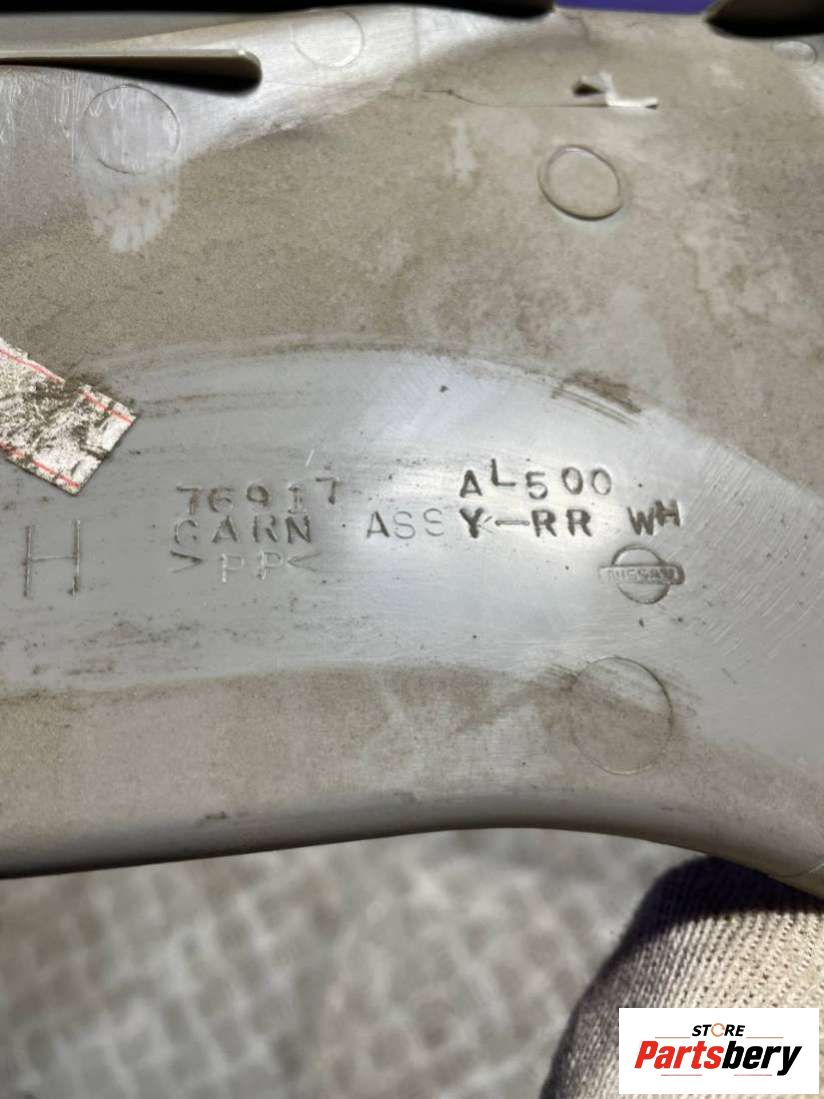 76917 AL500
GARN ASSY-RR WH
H
>PP<
NISSAN
STORE
Partsbery